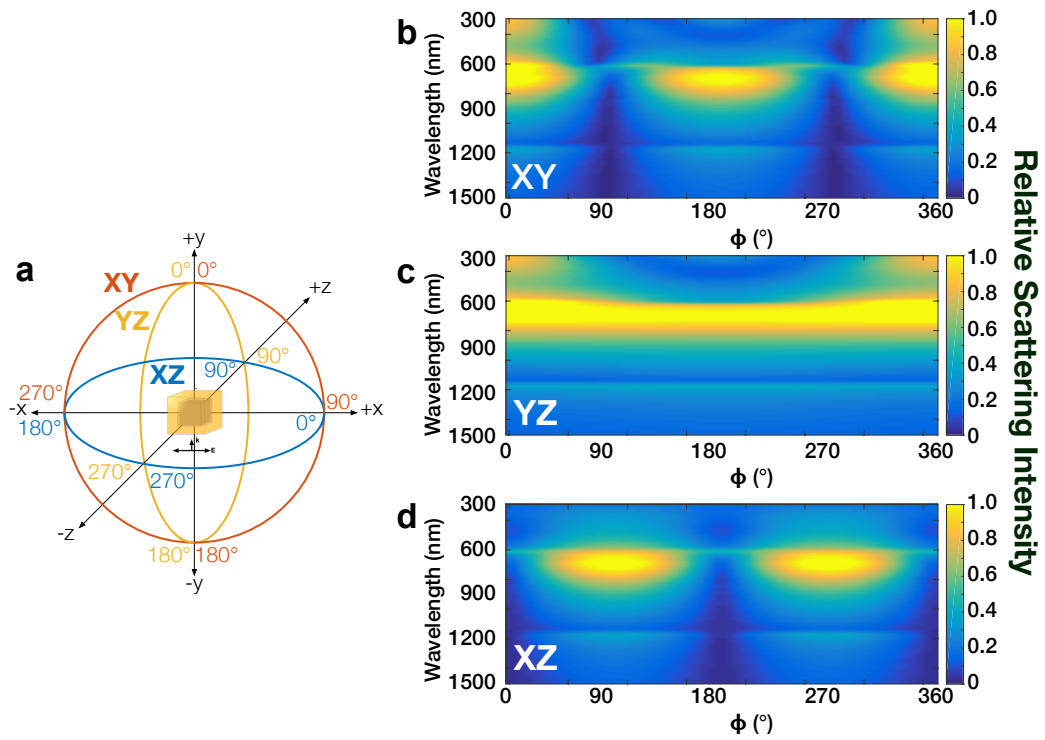 a
+y
0° 0°
XY
YZ
+z
90°
XZ
90°
270°
-x
180°
90°
+x
0°
k
E
270°
270°
-z
180° 180°
-y
b
Wavelength (nm)
300
600
900
1200
1500
XY
0 90 180 270 360
ϕ (°)
1.0
0.8
0.6
0.4
0.2
0
c
Wavelength (nm)
300
600
900
1200
1500
YZ
0 90 180 270 360
ϕ (°)
1.0
0.8
0.6
0.4
0.2
0
d
Wavelength (nm)
300
600
900
1200
1500
XZ
0 90 180 270 360
ϕ (°)
1.0
0.8
0.6
0.4
0.2
0
Relative Scattering Intensity